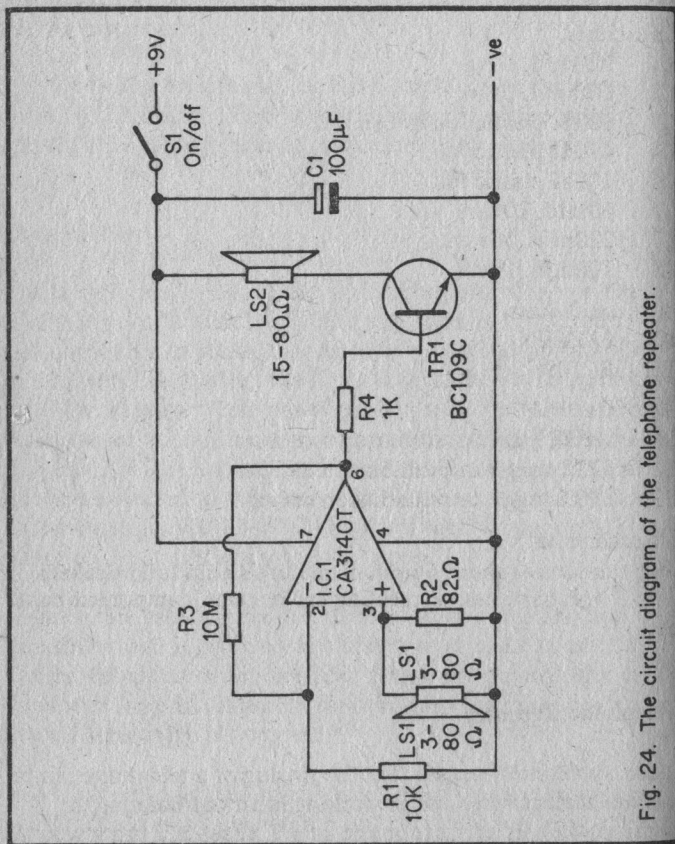 +9V
S1
On/off
C1
100µF
LS2
15-80Ω
TR1
BC109C
R4
1K
6
7
4
I.C.1
CA3140T
2
3
−
+
R3
10M
R2
82Ω
LS1
3-
80
Ω
LS1
3-
80
Ω
R1
10K
-ve
Fig. 24. The circuit diagram of the telephone repeater.